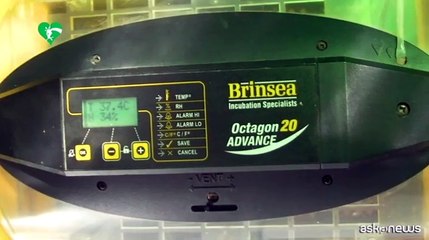 T 37.4C
H 34%
TEMP°
RH
ALARM HI
ALARM LO
C / F°
SAVE
CANCEL
Brinsea
Incubation Specialists
Octagon 20
ADVANCE
VENT
askanews